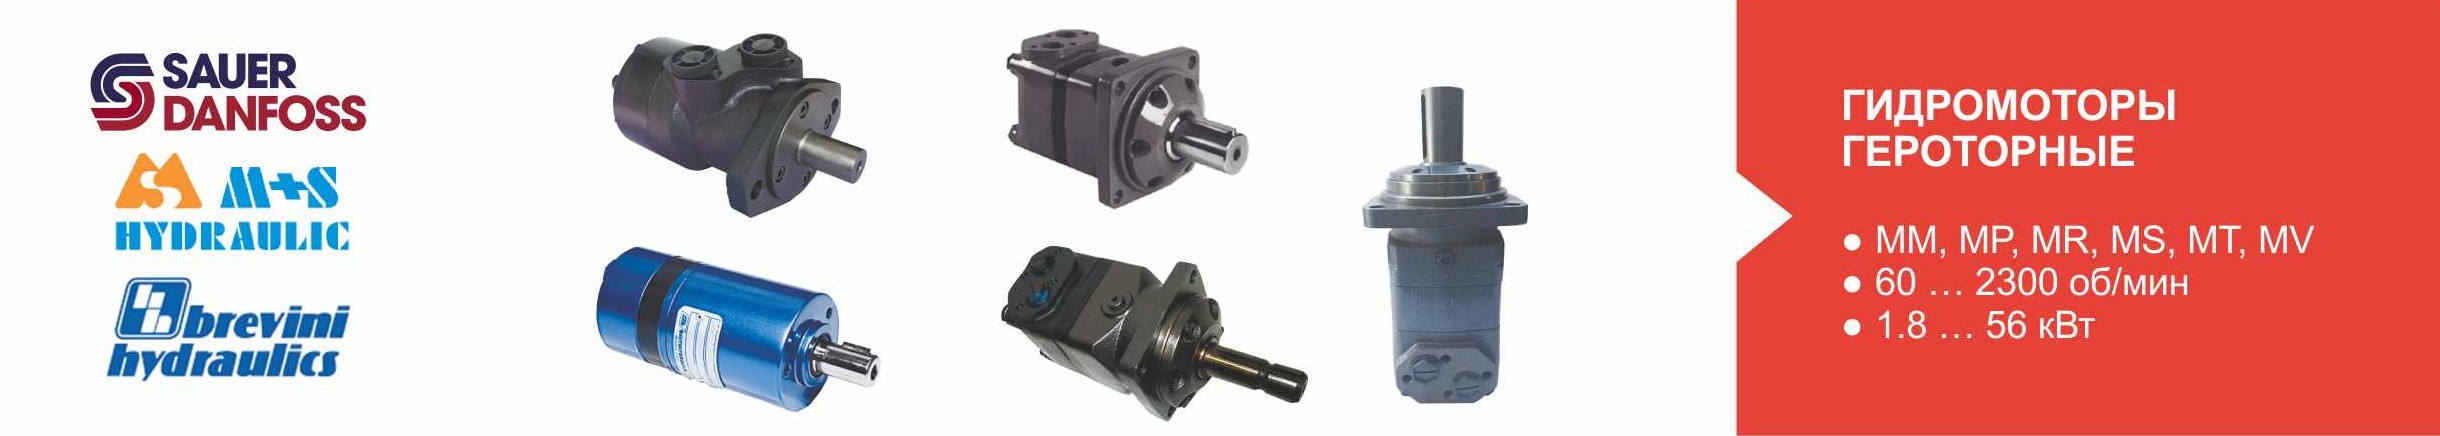 SAUER
DANFOSS
M+S
HYDRAULIC
brevini
hydraulics
ГИДРОМОТОРЫ
ГЕРОТОРНЫЕ
● MM, MP, MR, MS, MT, MV
● 60 … 2300 об/мин
● 1.8 … 56 кВт